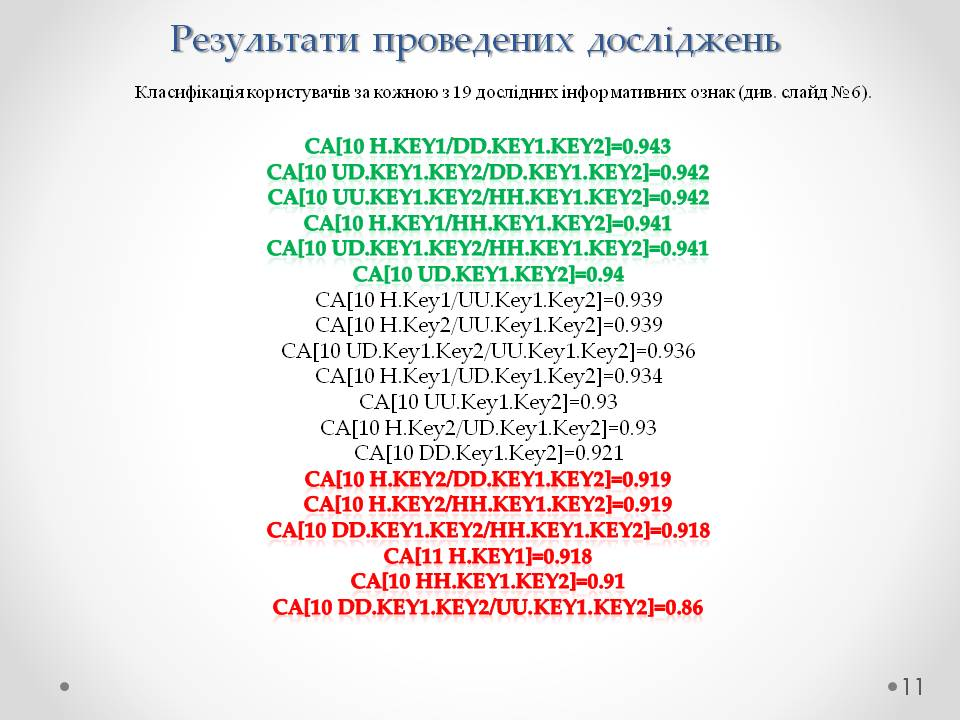 Результати проведених досліджень
Класифікація користувачів за кожною з 19 дослідних інформативних ознак (див. слайд №6).
CA[10 H.KEY1/DD.KEY1.KEY2]=0.943
CA[10 UD.KEY1.KEY2/DD.KEY1.KEY2]=0.942
CA[10 UU.KEY1.KEY2/HH.KEY1.KEY2]=0.942
CA[10 H.KEY1/HH.KEY1.KEY2]=0.941
CA[10 UD.KEY1.KEY2/HH.KEY1.KEY2]=0.941
CA[10 UD.KEY1.KEY2]=0.94
CA[10 H.Key1/UU.Key1.Key2]=0.939
CA[10 H.Key2/UU.Key1.Key2]=0.939
CA[10 UD.Key1.Key2/UU.Key1.Key2]=0.936
CA[10 H.Key1/UD.Key1.Key2]=0.934
CA[10 UU.Key1.Key2]=0.93
CA[10 H.Key2/UD.Key1.Key2]=0.93
CA[10 DD.Key1.Key2]=0.921
CA[10 H.KEY2/DD.KEY1.KEY2]=0.919
CA[10 H.KEY2/HH.KEY1.KEY2]=0.919
CA[10 DD.KEY1.KEY2/HH.KEY1.KEY2]=0.918
CA[11 H.KEY1]=0.918
CA[10 HH.KEY1.KEY2]=0.91
CA[10 DD.KEY1.KEY2/UU.KEY1.KEY2]=0.86
11